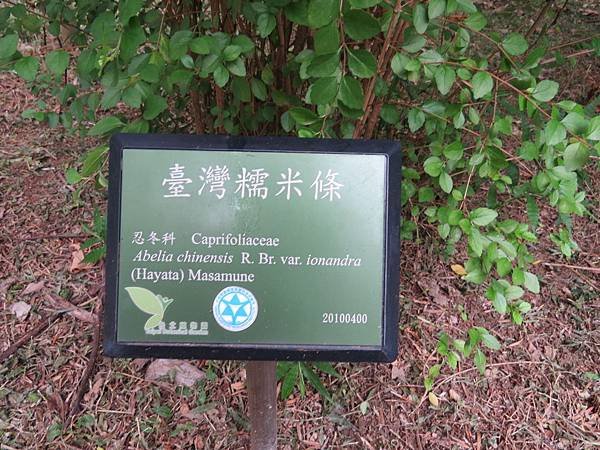 臺灣糯米條
忍冬科 Caprifoliaceae
Abelia chinensis R. Br. var. ionandra
(Hayata) Masamune
20100400